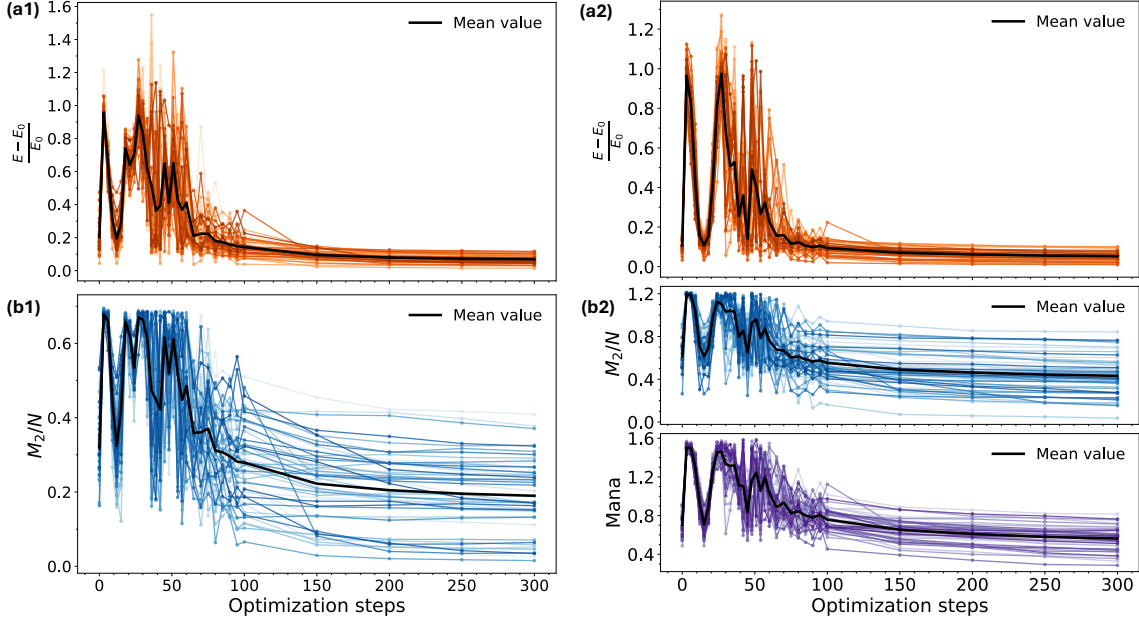 (a1)
Mean value
1.6
1.4
1.2
1.0
0.8
0.6
0.4
0.2
0.0
E − E₀
E₀
(a2)
Mean value
1.2
1.0
0.8
0.6
0.4
0.2
0.0
E − E₀
E₀
(b1)
Mean value
0.6
0.4
0.2
0.0
M₂/N
0 50 100 150 200 250 300
Optimization steps
(b2)
Mean value
1.2
0.8
0.4
0.0
M₂/N
Mean value
1.6
1.2
0.8
0.4
Mana
0 50 100 150 200 250 300
Optimization steps